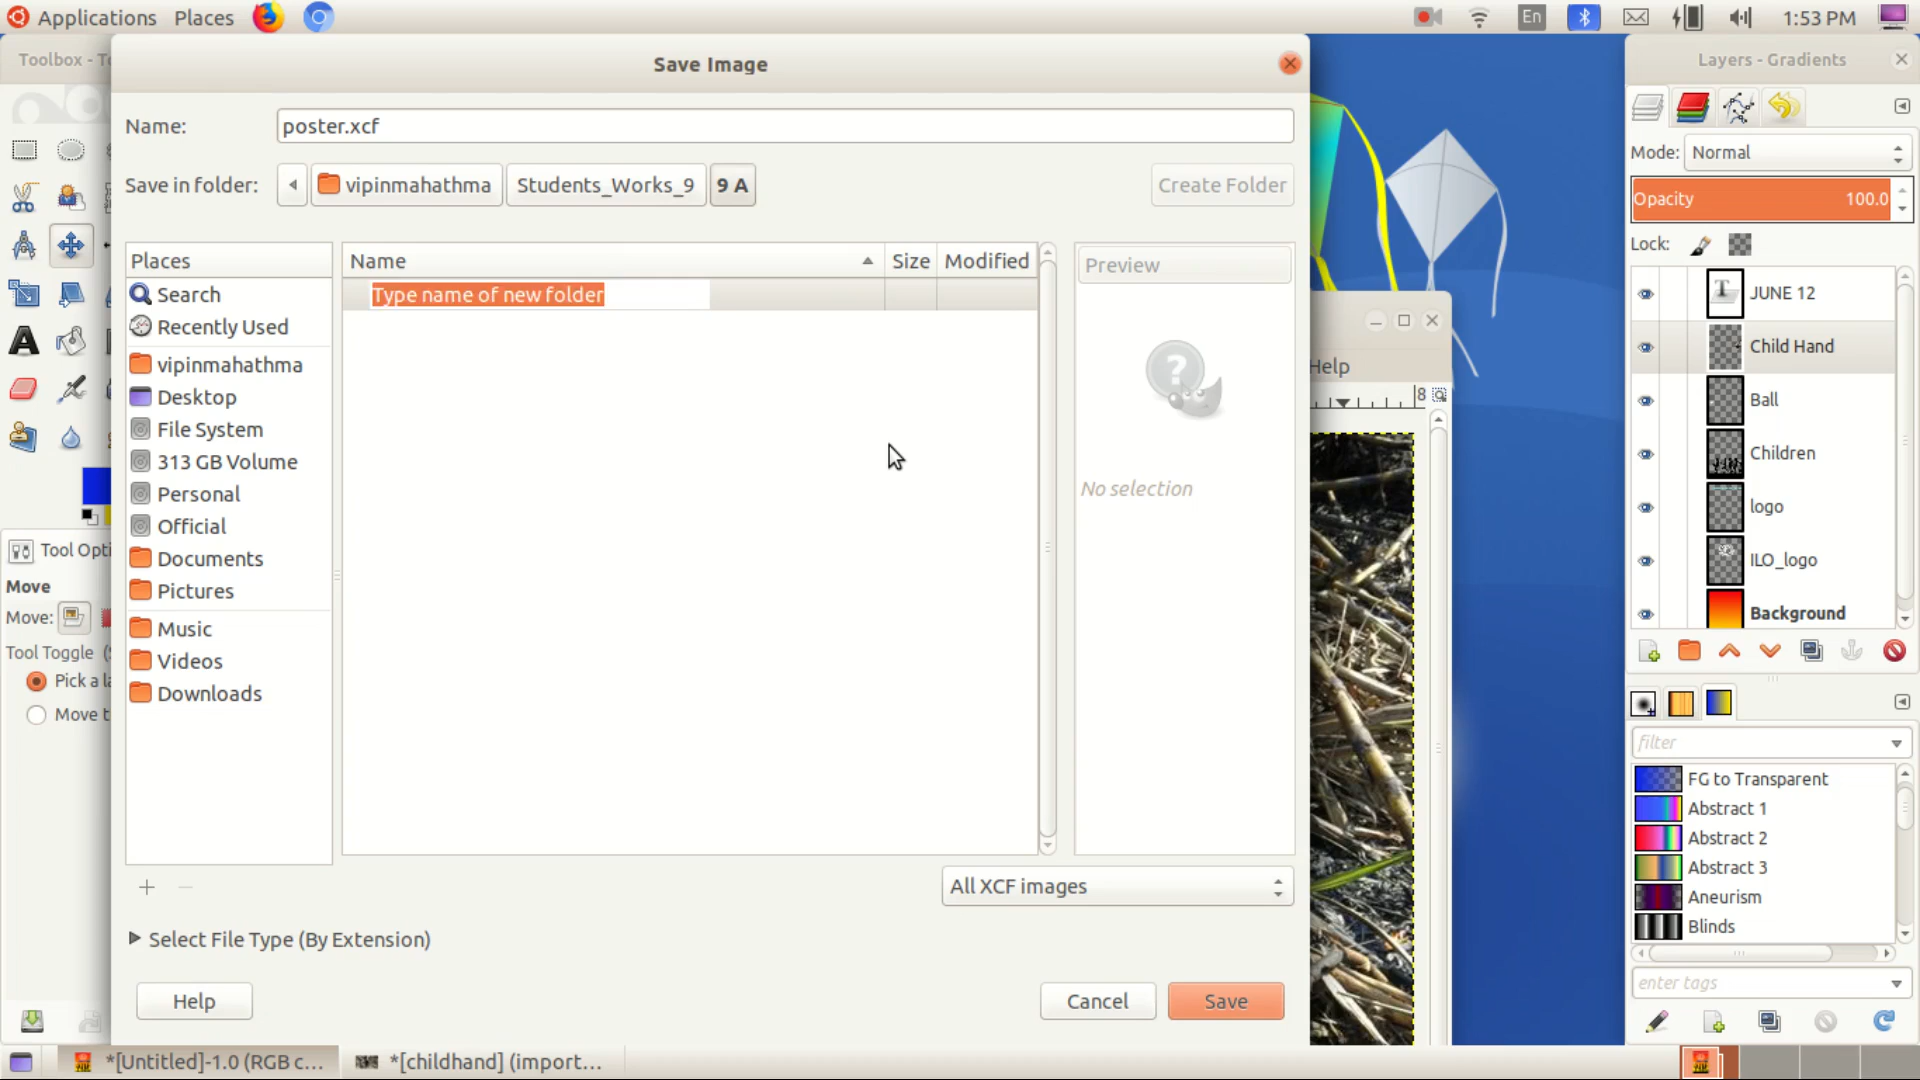 Applications Places
En
1:53 PM
Toolbox - To
Save Image
Layers - Gradients
Name:
poster.xcf
Save in folder:
vipinmahathma
Students_Works_9
9 A
Create Folder
Mode: Normal
Opacity 100.0
Lock:
Places
Name
Size
Modified
Preview
Search
Type name of new folder
Recently Used
vipinmahathma
Desktop
File System
313 GB Volume
Personal
Official
Documents
Pictures
Music
Videos
Downloads
No selection
Help
8
JUNE 12
Child Hand
Ball
Children
logo
ILO_logo
Background
Tool Opti
Move
Move:
Tool Toggle (S
Pick a la
Move t
filter
FG to Transparent
Abstract 1
Abstract 2
Abstract 3
Aneurism
Blinds
enter tags
All XCF images
Select File Type (By Extension)
Help
Cancel
Save
*[Untitled]-1.0 (RGB c...
*[childhand] (import...